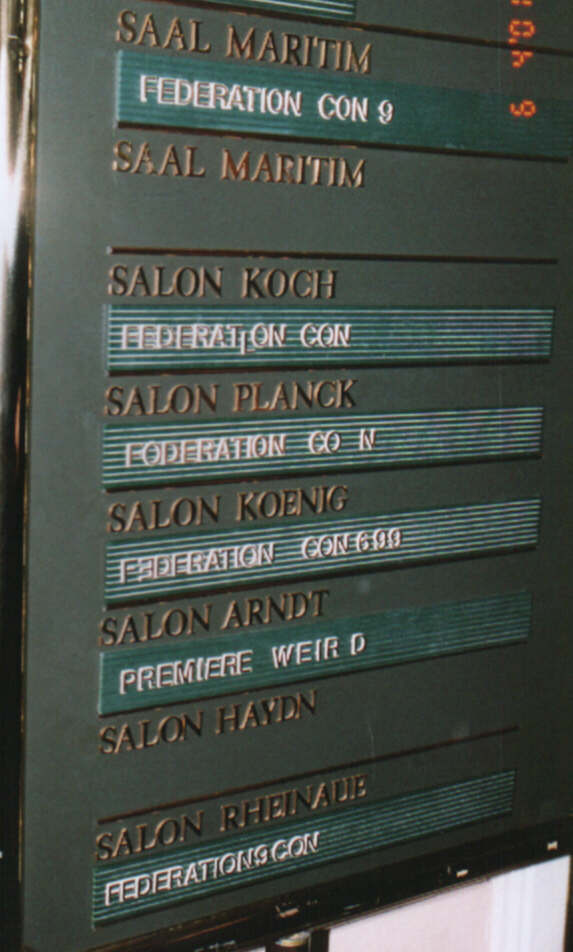 SAAL MARITIM
FEDERATION CON 9
SAAL MARITIM
SALON KOCH
FEDERATION CON
SALON PLANCK
FODERATION CO N
SALON KOENIG
FEDERATION CON 699
SALON ARNDT
PREMIERE WEIR D
SALON HAYDN
SALON RHEINAUE
FEDERATION9CON